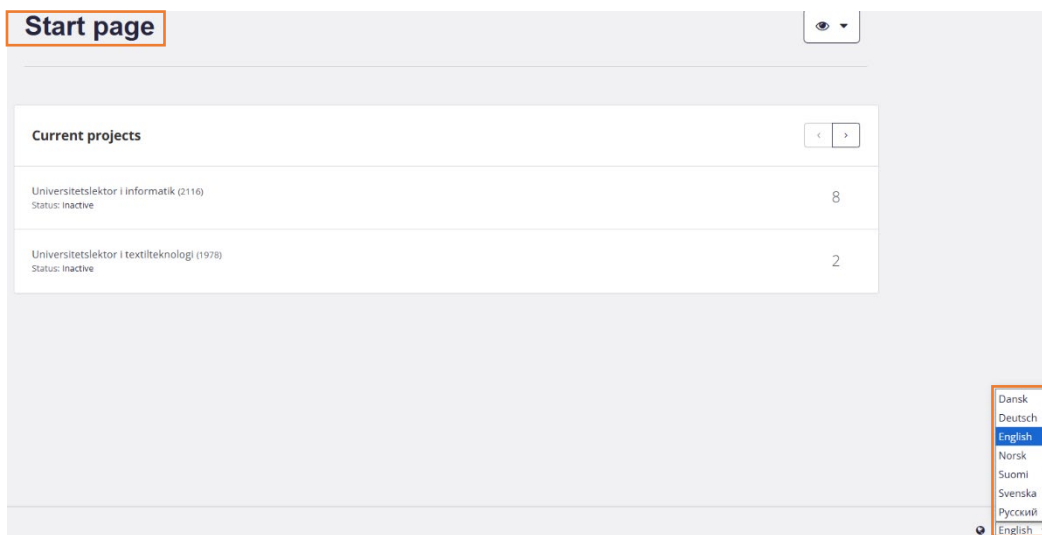 Start page
Current projects
Universitetslektor i informatik (2116)
8
Status: Inactive
Universitetslektor i textilteknologi (1978)
2
Status: Inactive
Dansk
Deutsch
English
Norsk
Suomi
Svenska
Русский
English